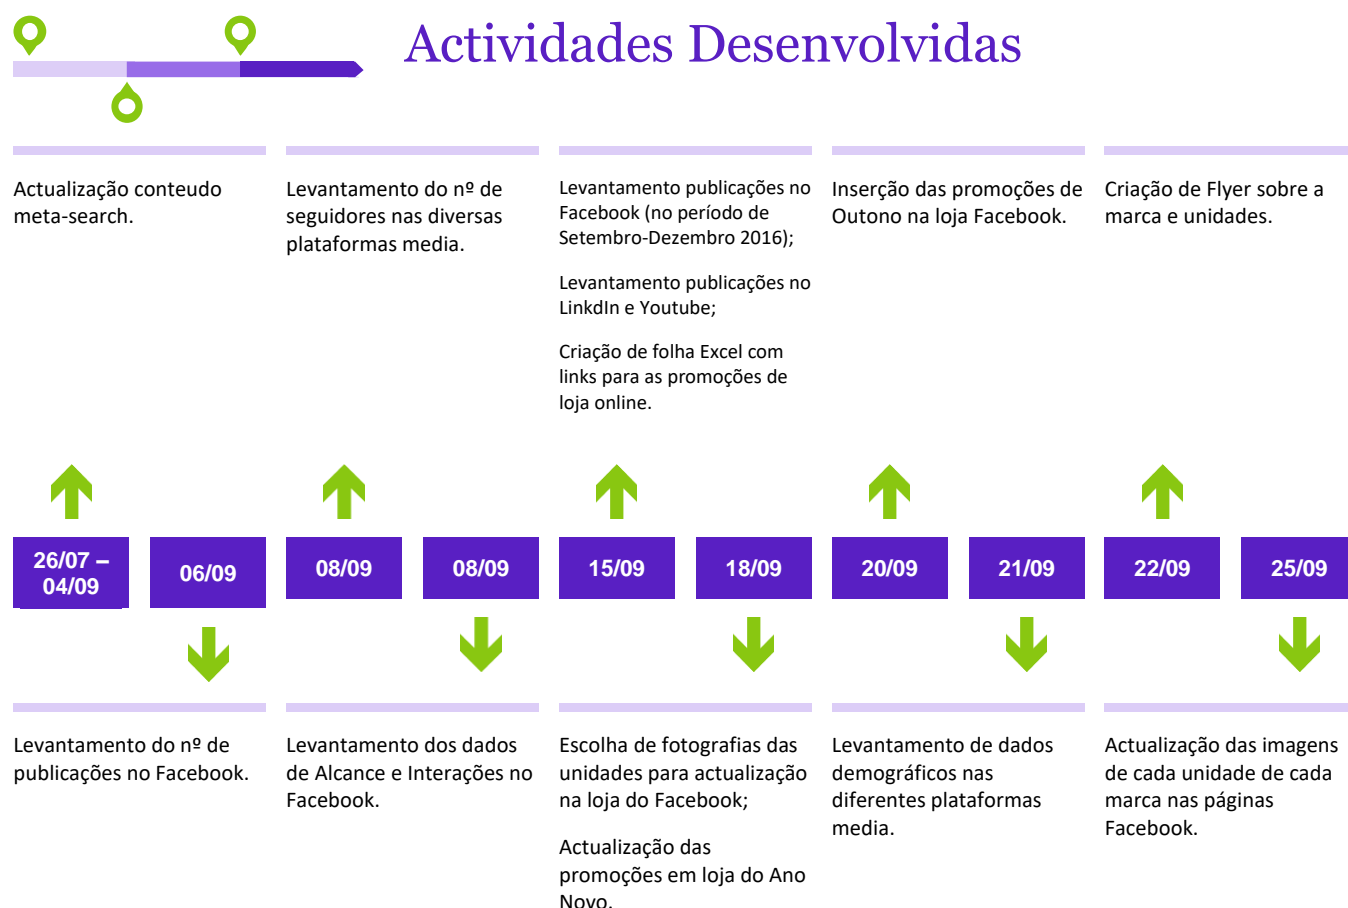 Actividades Desenvolvidas
Actualização conteudo
meta-search.
Levantamento do nº de
seguidores nas diversas
plataformas media.
Levantamento publicações no
Facebook (no período de
Setembro-Dezembro 2016);
Levantamento publicações no
LinkdIn e Youtube;
Criação de folha Excel com
links para as promoções de
loja online.
Inserção das promoções de
Outono na loja Facebook.
Criação de Flyer sobre a
marca e unidades.
26/07 –
04/09
06/09
08/09
08/09
15/09
18/09
20/09
21/09
22/09
25/09
Levantamento do nº de
publicações no Facebook.
Levantamento dos dados
de Alcance e Interações no
Facebook.
Escolha de fotografias das
unidades para actualização
na loja do Facebook;
Actualização das
promoções em loja do Ano
Novo.
Levantamento de dados
demográficos nas
diferentes plataformas
media.
Actualização das imagens
de cada unidade de cada
marca nas páginas
Facebook.